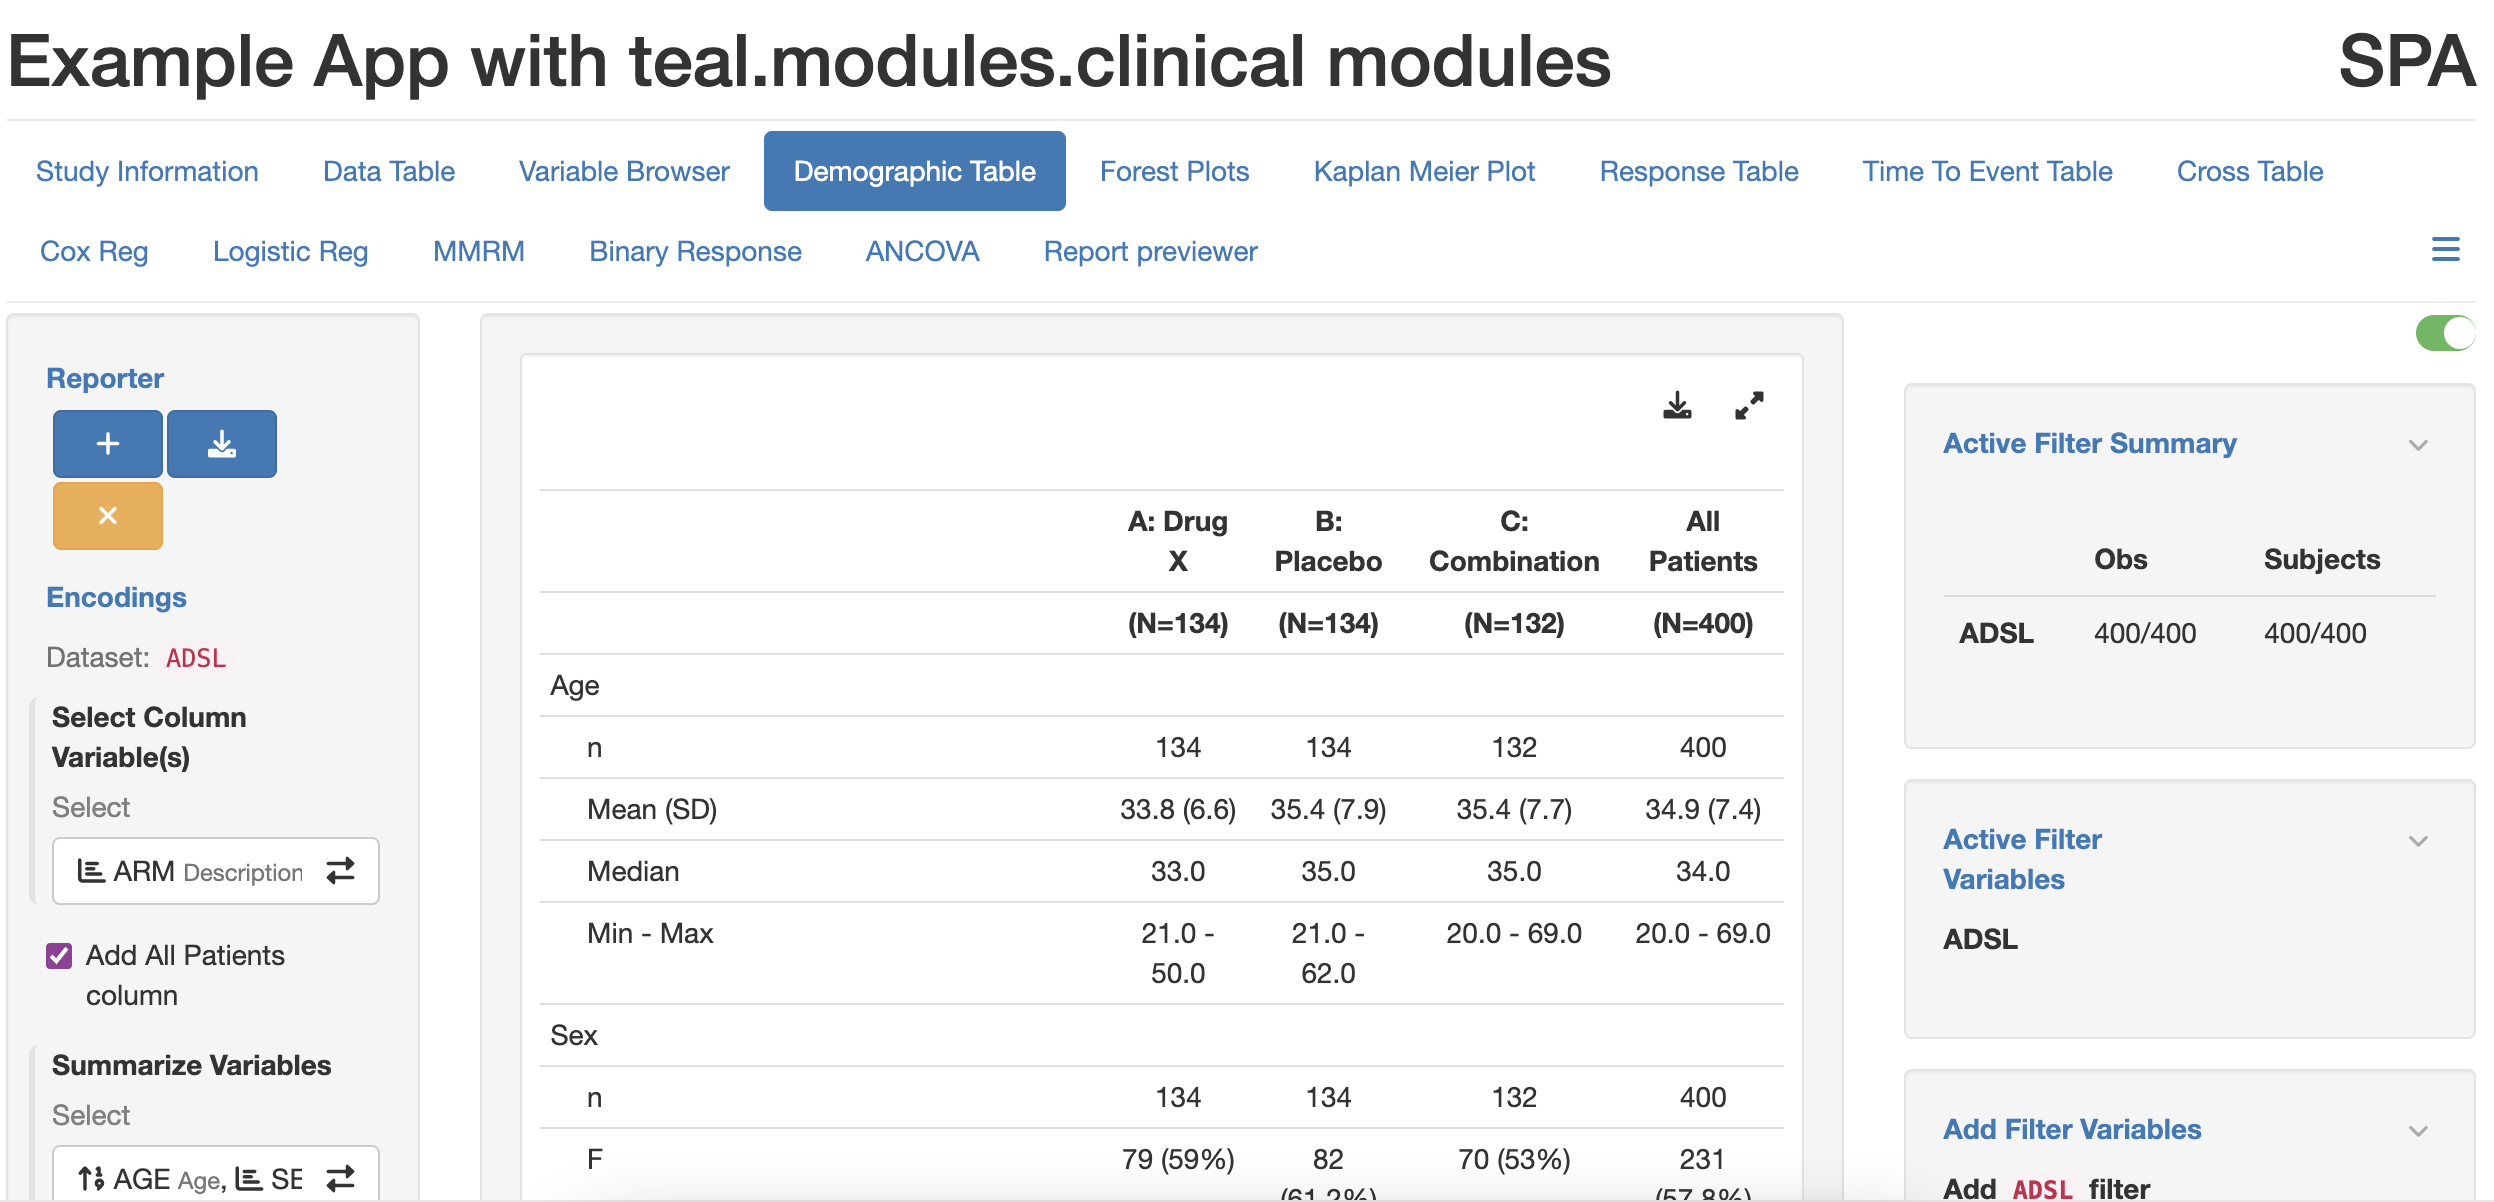 Example App with teal.modules.clinical modules
SPA
Study Information
Data Table
Variable Browser
Demographic Table
Forest Plots
Kaplan Meier Plot
Response Table
Time To Event Table
Cross Table
Cox Reg
Logistic Reg
MMRM
Binary Response
ANCOVA
Report previewer
Reporter
Encodings
Dataset: ADSL
Select Column
Variable(s)
Select
ARM Description
Add All Patients
column
Summarize Variables
Select
AGE Age, SE
A: Drug
X
B:
Placebo
C:
Combination
All
Patients
(N=134) (N=134) (N=132) (N=400)
Age
n 134 134 132 400
Mean (SD) 33.8 (6.6) 35.4 (7.9) 35.4 (7.7) 34.9 (7.4)
Median 33.0 35.0 35.0 34.0
Min - Max 21.0 -
50.0
21.0 -
62.0
20.0 - 69.0 20.0 - 69.0
Sex
n 134 134 132 400
F 79 (59%) 82
(61.2%)
70 (53%) 231
(57.8%)
Active Filter Summary
Obs Subjects
ADSL 400/400 400/400
Active Filter
Variables
ADSL
Add Filter Variables
Add ADSL filter